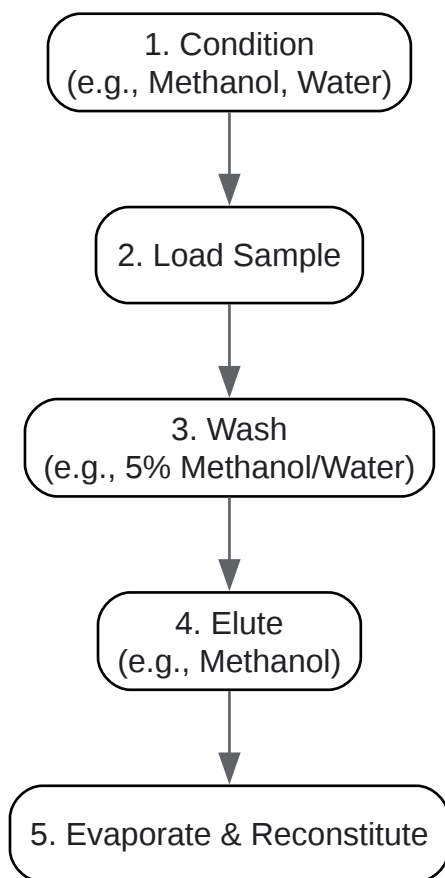 1. Condition
(e.g., Methanol, Water)
2. Load Sample
3. Wash
(e.g., 5% Methanol/Water)
4. Elute
(e.g., Methanol)
5. Evaporate & Reconstitute